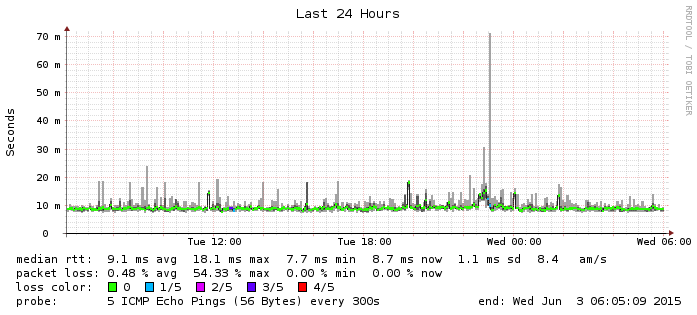 Last 24 Hours
RRDTOOL / TOBI OETIKER
Seconds
70 m
60 m
50 m
40 m
30 m
20 m
10 m
0
Tue 12:00 Tue 18:00 Wed 00:00 Wed 06:00
median rtt: 9.1 ms avg 18.1 ms max 7.7 ms min 8.7 ms now 1.1 ms sd 8.4 am/s
packet loss: 0.48 % avg 54.33 % max 0.00 % min 0.00 % now
loss color: 0 1/5 2/5 3/5 4/5
probe: 5 ICMP Echo Pings (56 Bytes) every 300s end: Wed Jun 3 06:05:09 2015